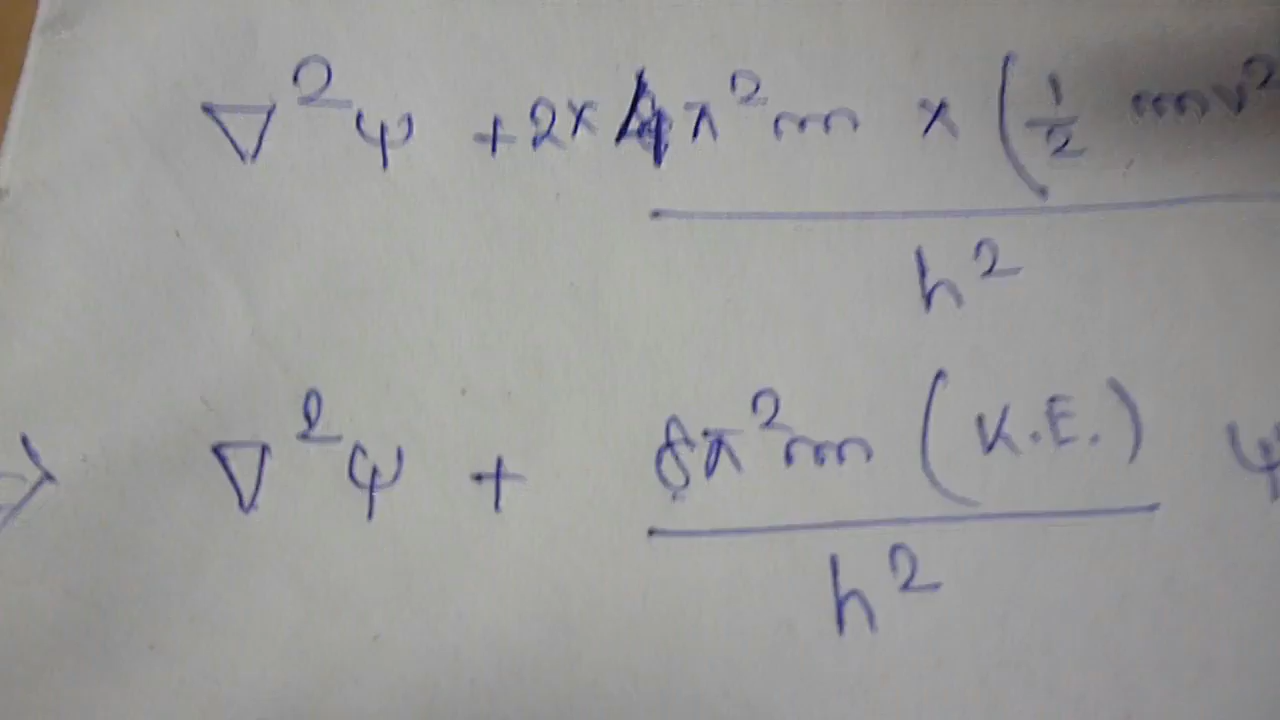 ∇²ψ + 2 × 4π²m × (½ mv²
h²
⇒ ∇²ψ + 8π²m (K.E.) ψ
h²